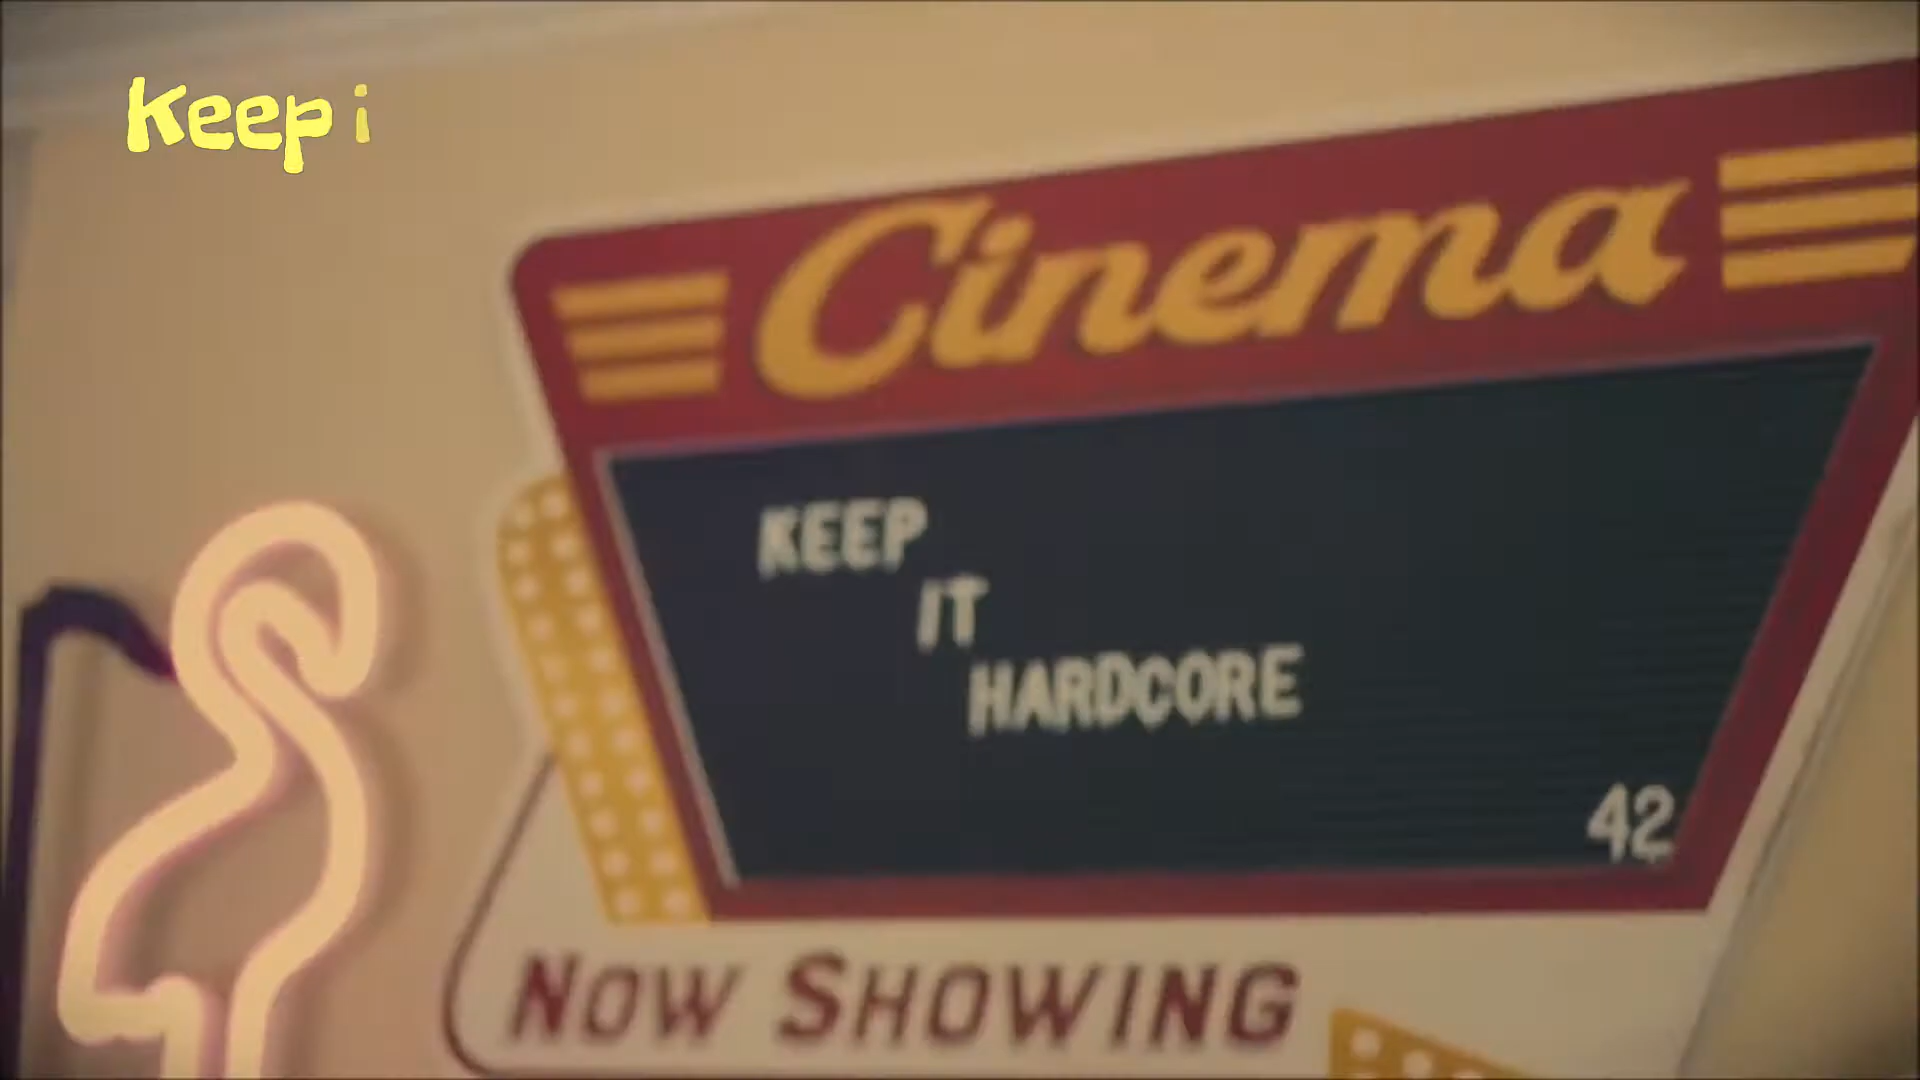 Keep i
Cinema
KEEP
IT
HARDCORE
42
NOW SHOWING